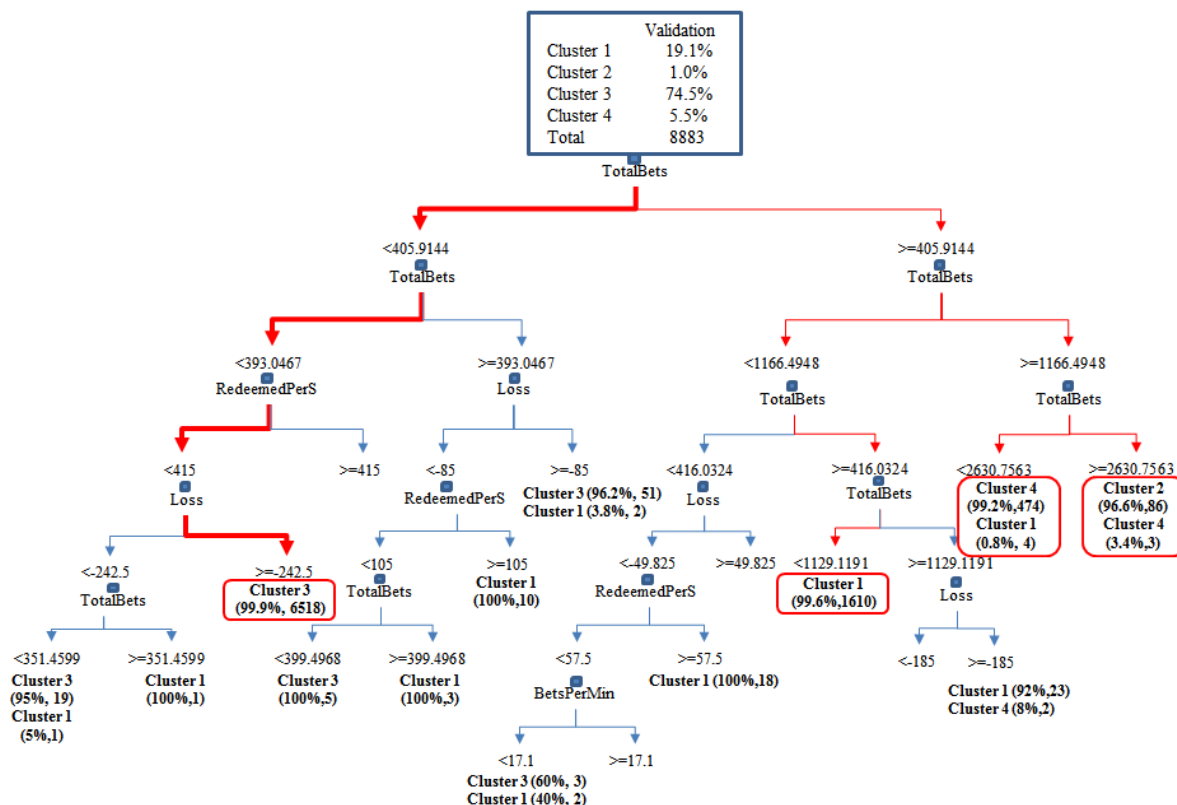 Validation
Cluster 1 19.1%
Cluster 2 1.0%
Cluster 3 74.5%
Cluster 4 5.5%
Total 8883
TotalBets
<405.9144 >=405.9144
TotalBets TotalBets
<393.0467 >=393.0467 <1166.4948 >=1166.4948
RedeemedPerS Loss TotalBets TotalBets
<415 >=415 <-85 >=-85 <416.0324 >=416.0324 <2630.7563 >=2630.7563
Loss RedeemedPerS Cluster 3 (96.2%, 51) Loss TotalBets Cluster 4 Cluster 2
Cluster 1 (3.8%, 2) (99.2%,474) (96.6%,86)
Cluster 1 Cluster 4
(0.8%, 4) (3.4%,3)
<-242.5 >=-242.5 <105 >=105 <-49.825 >=-49.825 <1129.1191 >=1129.1191
TotalBets Cluster 3 TotalBets Cluster 1 RedeemedPerS Cluster 1 Loss
(99.9%, 6518) (100%,10) (99.6%,1610)
<351.4599 >=351.4599 <399.4968 >=399.4968 <57.5 >=57.5 <-185 >=-185
Cluster 3 Cluster 1 Cluster 3 Cluster 1 BetsPerMin Cluster 1 (100%,18) Cluster 1 (92%,23)
(95%, 19) (100%,1) (100%,5) (100%,3) Cluster 4 (8%,2)
Cluster 1
(5%,1)
<17.1 >=17.1
Cluster 3 (60%, 3)
Cluster 1 (40%, 2)